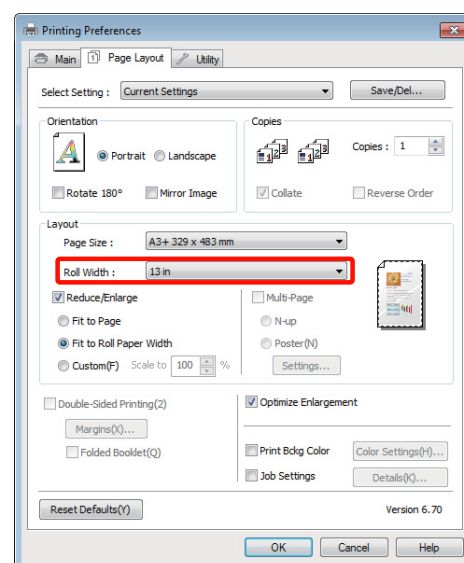 Printing Preferences
Main Page Layout Utility
Select Setting : Current Settings Save/Del...
Orientation
Portrait Landscape
Rotate 180° Mirror Image
Copies
Copies : 1
Collate Reverse Order
Layout
Page Size : A3+ 329 x 483 mm
Roll Width : 13 in
Reduce/Enlarge
Fit to Page
Fit to Roll Paper Width
Custom(F) Scale to 100 %
Multi-Page
N-up
Poster(N)
Settings...
Double-Sided Printing(2)
Margins(X)...
Folded Booklet(Q)
Optimize Enlargement
Print Bckg Color Color Settings(H)...
Job Settings Details(K)...
Reset Defaults(Y) Version 6.70
OK Cancel Help